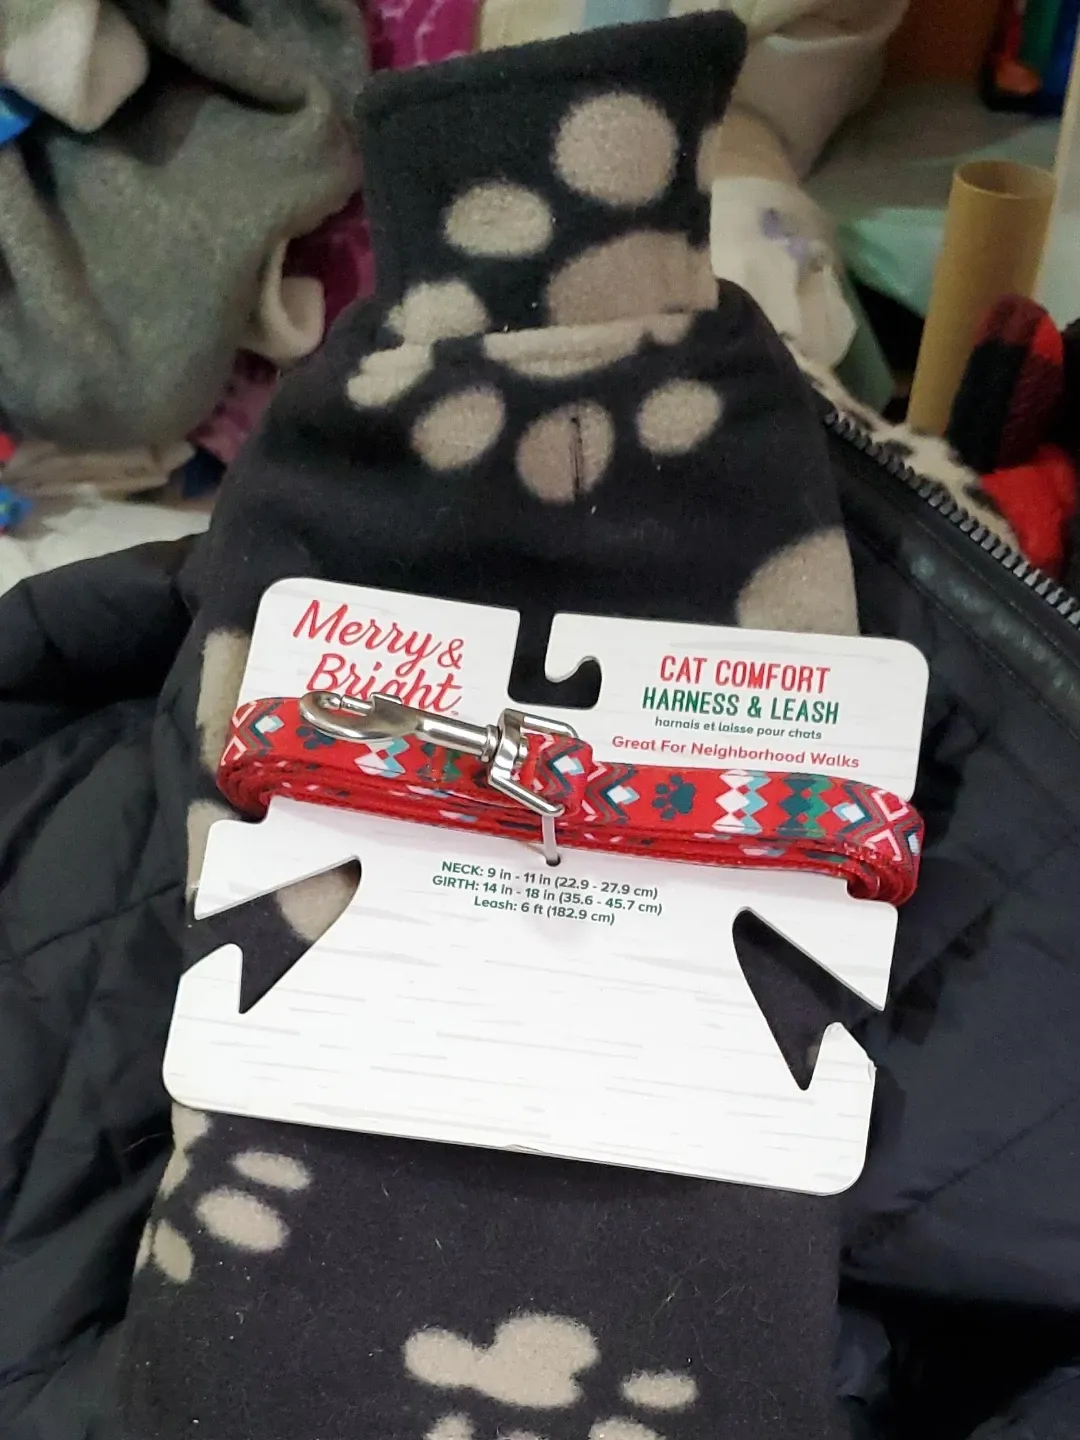 Merry &
Bright™
CAT COMFORT
HARNESS & LEASH
harnais et laisse pour chats
Great For Neighborhood Walks
NECK: 9 in - 11 in (22.9 - 27.9 cm)
GIRTH: 14 in - 18 in (35.6 - 45.7 cm)
Leash: 6 ft (182.9 cm)